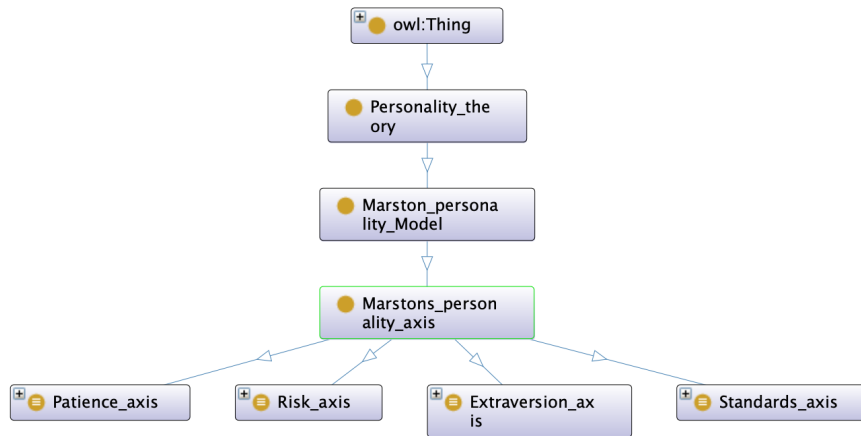 owl:Thing
Personality_the
ory
Marston_persona
lity_Model
Marstons_person
ality_axis
Patience_axis
Risk_axis
Extraversion_ax
is
Standards_axis